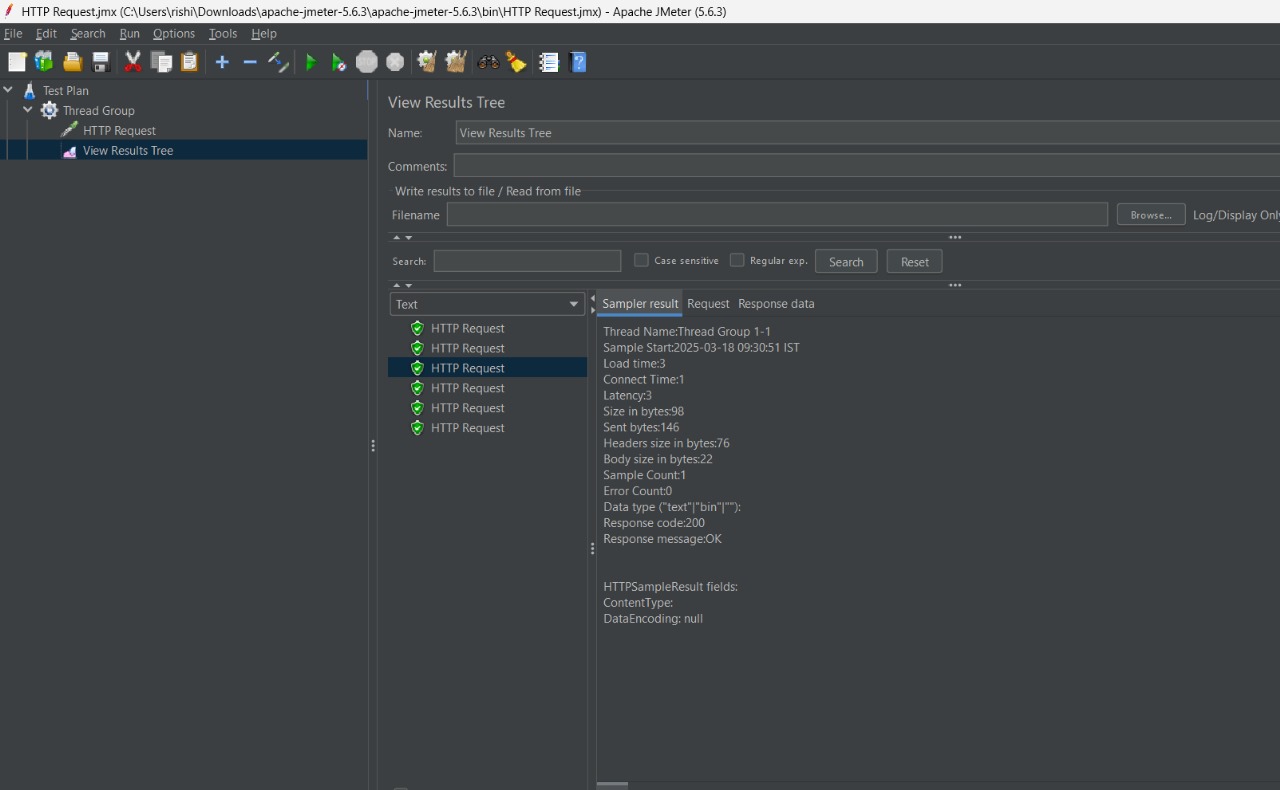 HTTP Request.jmx (C:\Users\rishi\Downloads\apache-jmeter-5.6.3\apache-jmeter-5.6.3\bin\HTTP Request.jmx) - Apache JMeter (5.6.3)
File Edit Search Run Options Tools Help
Test Plan
Thread Group
HTTP Request
View Results Tree
View Results Tree
Name: View Results Tree
Comments:
Write results to file / Read from file
Filename Browse... Log/Display Only
Search: Case sensitive Regular exp. Search Reset
Text
HTTP Request
HTTP Request
HTTP Request
HTTP Request
HTTP Request
HTTP Request
Sampler result Request Response data
Thread Name:Thread Group 1-1
Sample Start:2025-03-18 09:30:51 IST
Load time:3
Connect Time:1
Latency:3
Size in bytes:98
Sent bytes:146
Headers size in bytes:76
Body size in bytes:22
Sample Count:1
Error Count:0
Data type ("text"|"bin"|""):
Response code:200
Response message:OK
HTTPSampleResult fields:
ContentType:
DataEncoding: null